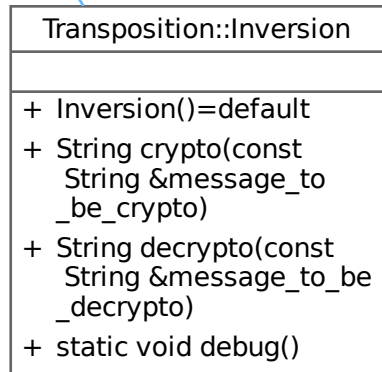 Transposition::Inversion
+ Inversion()=default
+ String crypto(const
String &message_to
_be_crypto)
+ String decrypto(const
String &message_to_be
_decrypto)
+ static void debug()